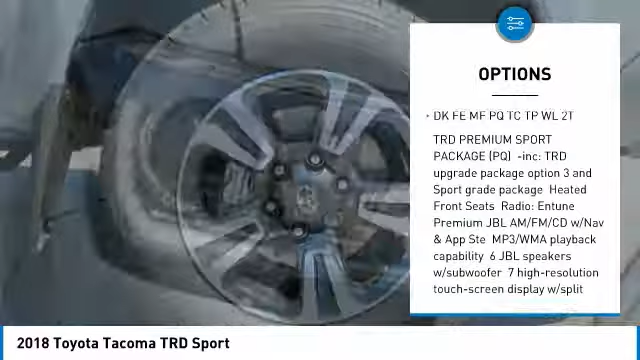 OPTIONS
· DK FE MF PQ TC TP WL 2T
TRD PREMIUM SPORT
PACKAGE (PQ) -inc: TRD
upgrade package option 3 and
Sport grade package Heated
Front Seats Radio: Entune
Premium JBL AM/FM/CD w/Nav
& App Ste MP3/WMA playback
capability 6 JBL speakers
w/subwoofer 7 high-resolution
touch-screen display w/split
2018 Toyota Tacoma TRD Sport